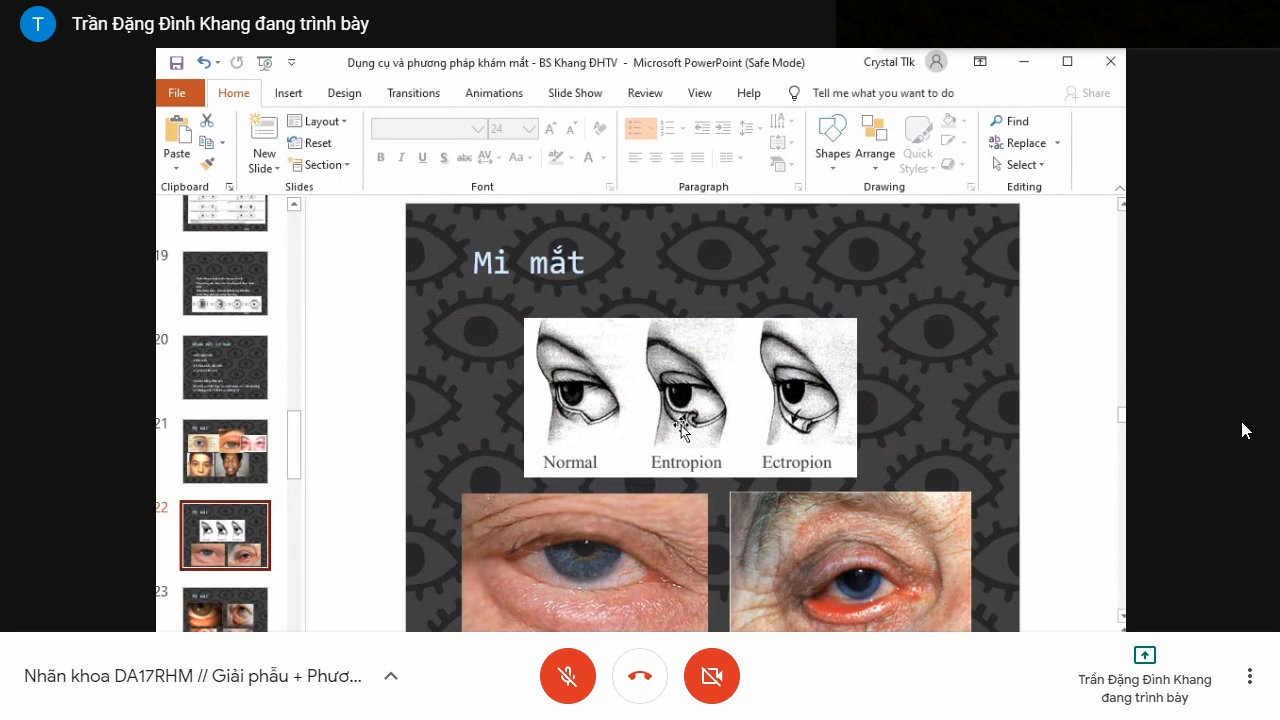 T Trần Đặng Đình Khang đang trình bày
Dụng cụ và phương pháp khám mắt - BS Khang ĐHTV - Microsoft PowerPoint (Safe Mode)
Crystal Tlk
File Home Insert Design Transitions Animations Slide Show Review View Help Tell me what you want to do Share
Paste
Clipboard
New
Slide
Layout
Reset
Section
Slides
24
B I U S abc AV Aa A
Font
Paragraph
Shapes Arrange Quick
Styles
Drawing
Find
Replace
Select
Editing
19
20
21
22
23
Mi mắt
Normal Entropion Ectropion
Nhãn khoa DA17RHM // Giải phẫu + Phươ...
Trần Đặng Đình Khang
đang trình bày